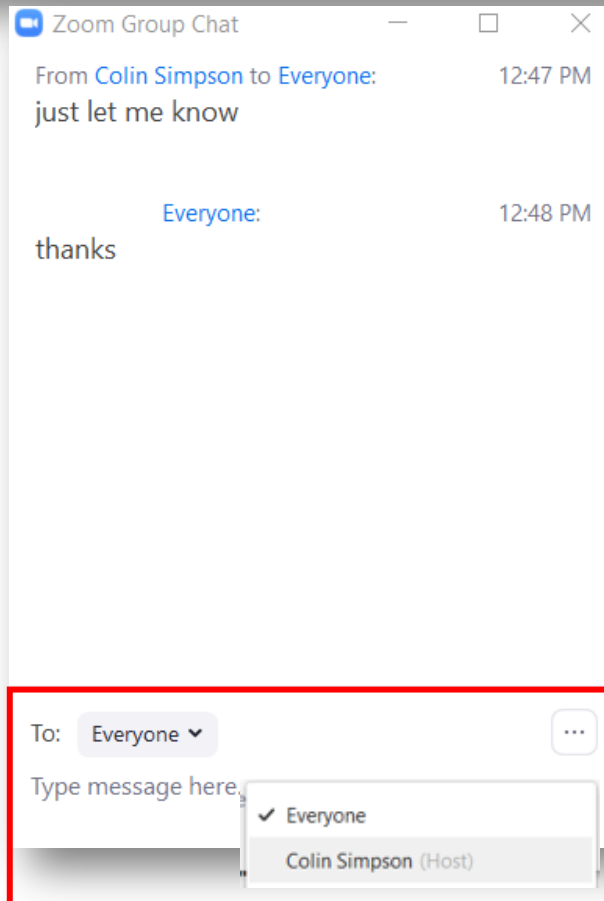 Zoom Group Chat
From Colin Simpson to Everyone: 12:47 PM
just let me know
Everyone: 12:48 PM
thanks
To: Everyone
Type message here.
Everyone
Colin Simpson (Host)